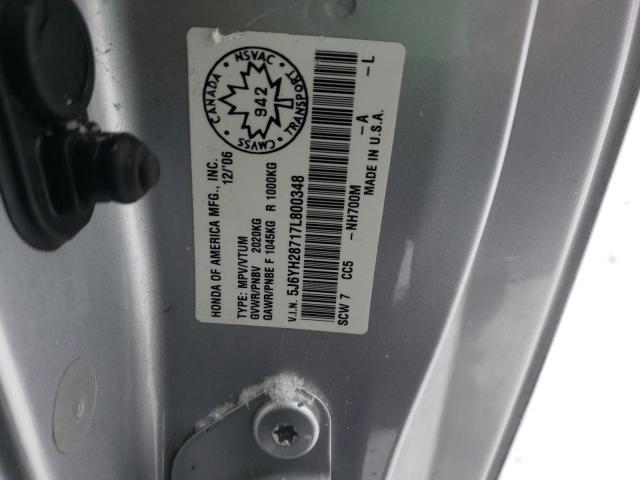 CANADA NSVAC TRANSPORT CMVSS
942
HONDA OF AMERICA MFG., INC.
12/'06
TYPE: MPV/VTUM
GVWR/PNBV 2020KG
GAWR/PNBE F 1045KG R 1000KG
V.I.N. 5J6YH28717L800348
SCW 7 CC5 -NH700M -A -L
MADE IN U.S.A.